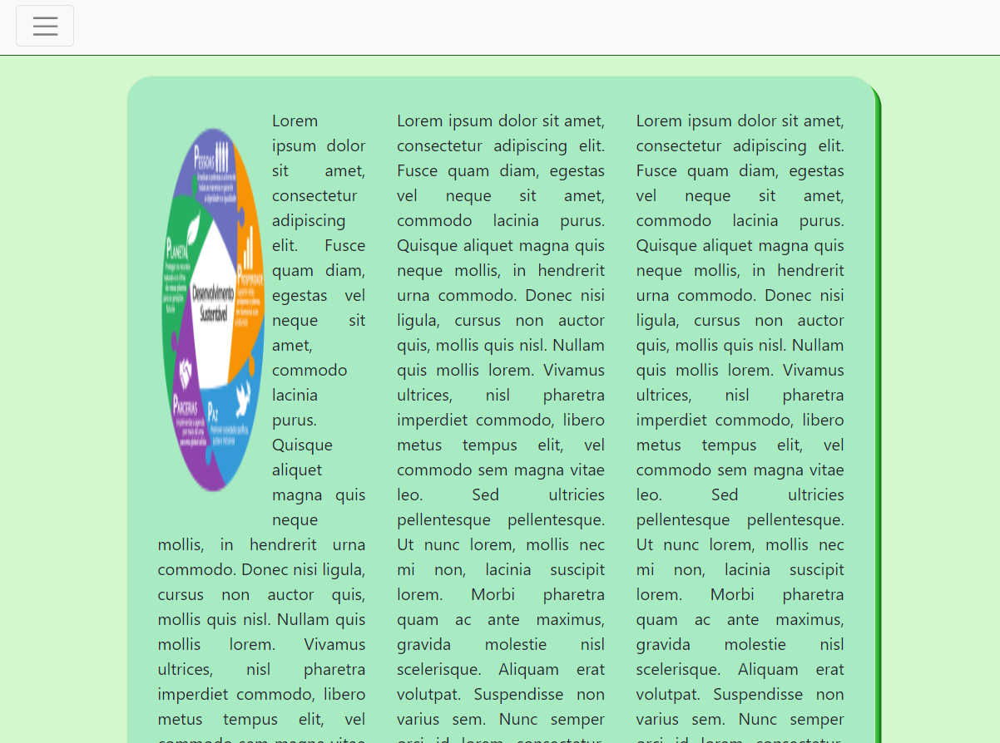 PESSOAS
PLANETA
PROSPERIDADE
Desenvolvimento
Sustentável
PARCERIAS
PAZ
Lorem
ipsum dolor
sit amet,
consectetur
adipiscing
elit. Fusce
quam diam,
egestas vel
neque sit
amet,
commodo
lacinia
purus.
Quisque
aliquet
magna quis
neque
mollis, in hendrerit urna
commodo. Donec nisi ligula,
cursus non auctor quis,
mollis quis nisl. Nullam quis
mollis lorem. Vivamus
ultrices, nisl pharetra
imperdiet commodo, libero
metus tempus elit, vel
commodo sem magna vitae
Lorem ipsum dolor sit amet,
consectetur adipiscing elit.
Fusce quam diam, egestas
vel neque sit amet,
commodo lacinia purus.
Quisque aliquet magna quis
neque mollis, in hendrerit
urna commodo. Donec nisi
ligula, cursus non auctor
quis, mollis quis nisl. Nullam
quis mollis lorem. Vivamus
ultrices, nisl pharetra
imperdiet commodo, libero
metus tempus elit, vel
commodo sem magna vitae
leo. Sed ultricies
pellentesque pellentesque.
Ut nunc lorem, mollis nec
mi non, lacinia suscipit
lorem. Morbi pharetra
quam ac ante maximus,
gravida molestie nisl
scelerisque. Aliquam erat
volutpat. Suspendisse non
varius sem. Nunc semper
orci id lorem consectetur,
Lorem ipsum dolor sit amet,
consectetur adipiscing elit.
Fusce quam diam, egestas
vel neque sit amet,
commodo lacinia purus.
Quisque aliquet magna quis
neque mollis, in hendrerit
urna commodo. Donec nisi
ligula, cursus non auctor
quis, mollis quis nisl. Nullam
quis mollis lorem. Vivamus
ultrices, nisl pharetra
imperdiet commodo, libero
metus tempus elit, vel
commodo sem magna vitae
leo. Sed ultricies
pellentesque pellentesque.
Ut nunc lorem, mollis nec
mi non, lacinia suscipit
lorem. Morbi pharetra
quam ac ante maximus,
gravida molestie nisl
scelerisque. Aliquam erat
volutpat. Suspendisse non
varius sem. Nunc semper
orci id lorem consectetur,